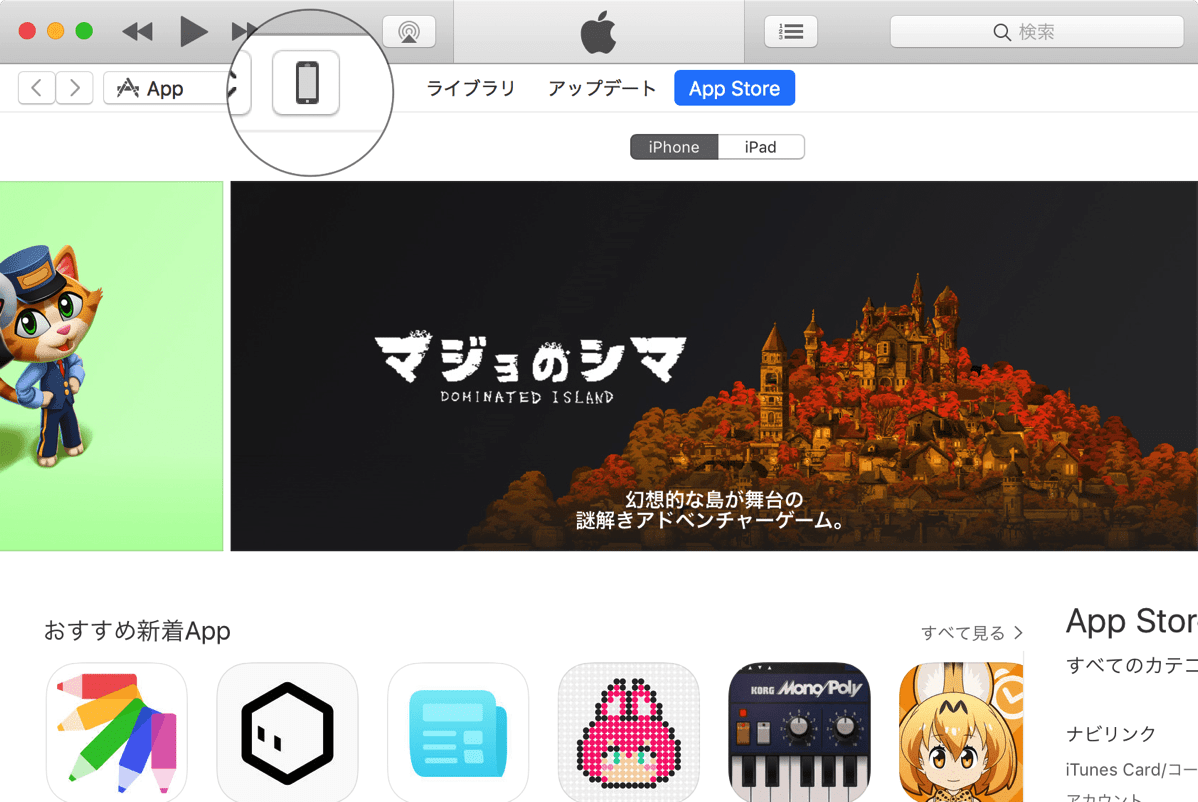 検索
App
ライブラリ
アップデート
App Store
iPhone
iPad
マジョのシマ
DOMINATED ISLAND
幻想的な島が舞台の
謎解きアドベンチャーゲーム。
おすすめ新着App
すべて見る
App Stor
すべてのカテゴ
KORG Mono/Poly
ナビリンク
iTunes Card/コー
アカウント